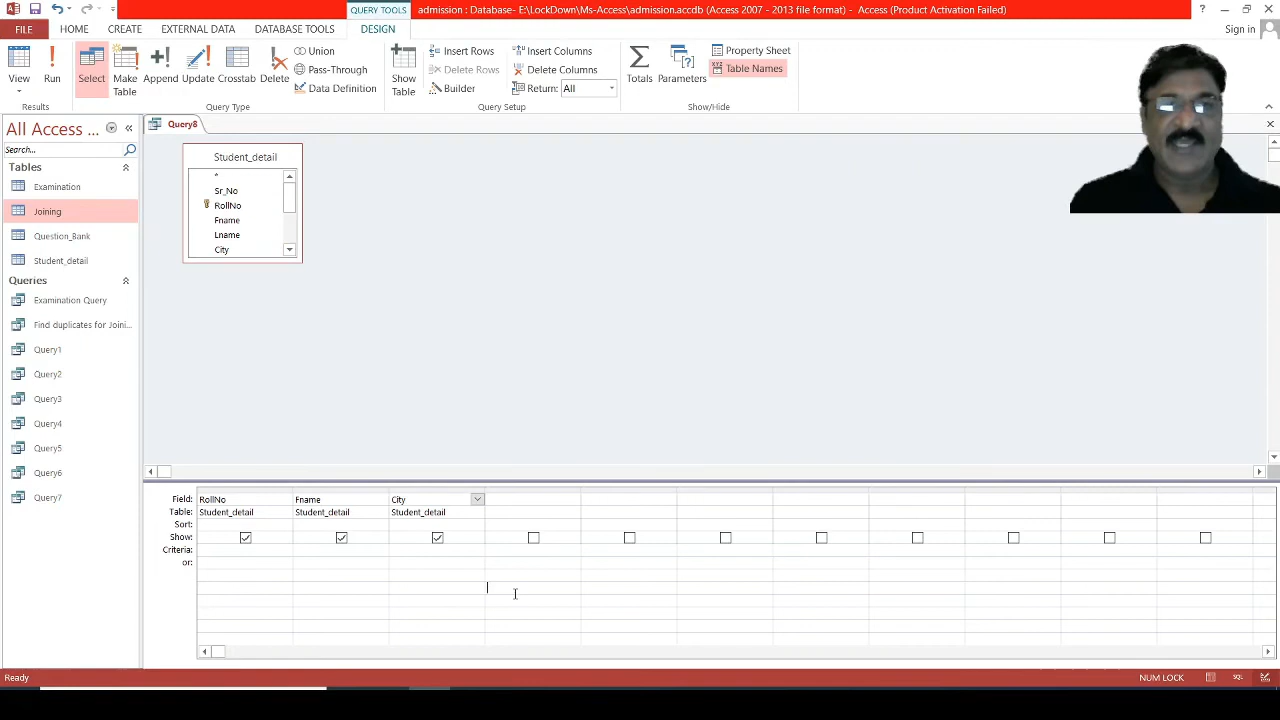 QUERY TOOLS
admission : Database- E:\LockDown\Ms-Access\admission.accdb (Access 2007 - 2013 file format) - Access (Product Activation Failed)
FILE HOME CREATE EXTERNAL DATA DATABASE TOOLS DESIGN
Sign in
View
Run
Select
Make Table
Append
Update
Crosstab
Delete
Union
Pass-Through
Data Definition
Show Table
Insert Rows
Delete Rows
Builder
Insert Columns
Delete Columns
Return: All
Totals
Parameters
Property Sheet
Table Names
Results
Query Type
Query Setup
Show/Hide
All Access ...
Search...
Tables
Examination
Joining
Question_Bank
Student_detail
Queries
Examination Query
Find duplicates for Joini...
Query1
Query2
Query3
Query4
Query5
Query6
Query7
Query8
Student_detail
*
Sr_No
RollNo
Fname
Lname
City
Field: RollNo Fname City
Table: Student_detail Student_detail Student_detail
Sort:
Show:
Criteria:
or:
Ready
NUM LOCK
SQL